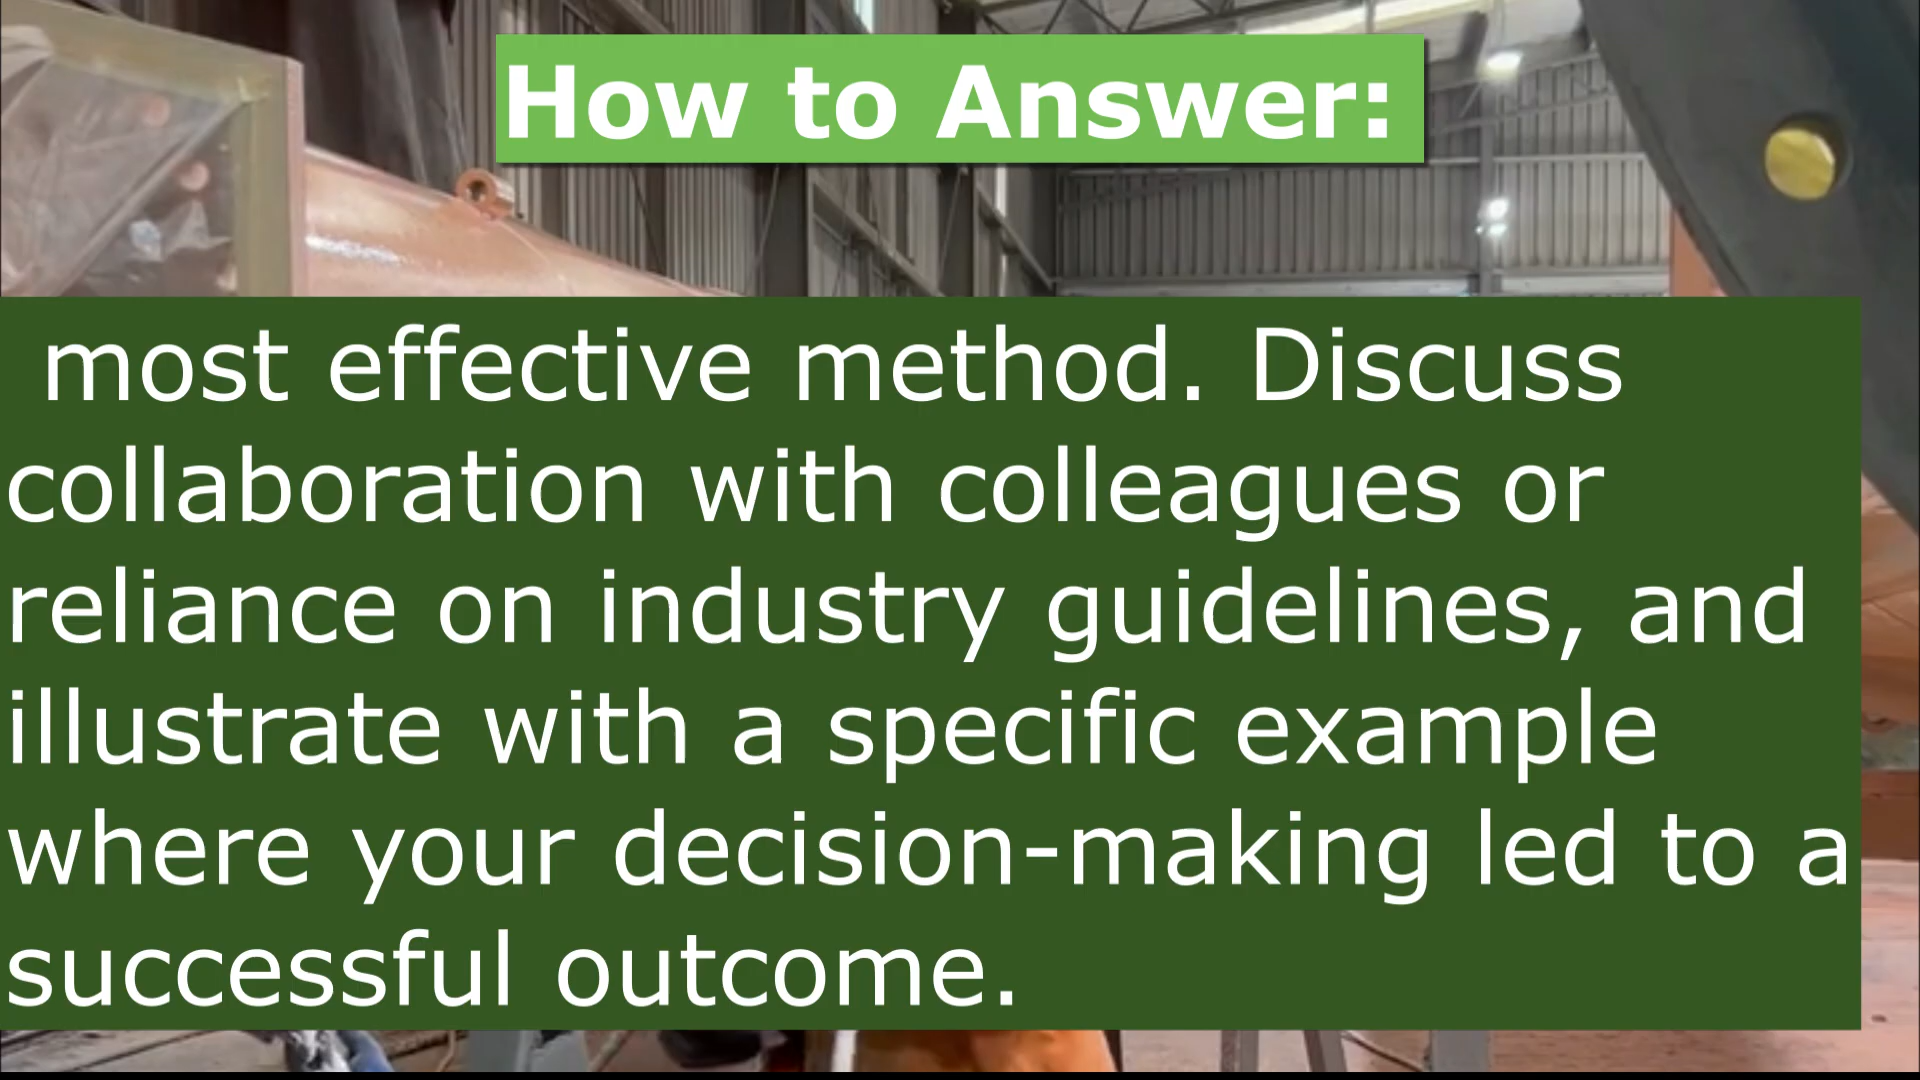 How to Answer:
most effective method. Discuss
collaboration with colleagues or
reliance on industry guidelines, and
illustrate with a specific example
where your decision-making led to a
successful outcome.